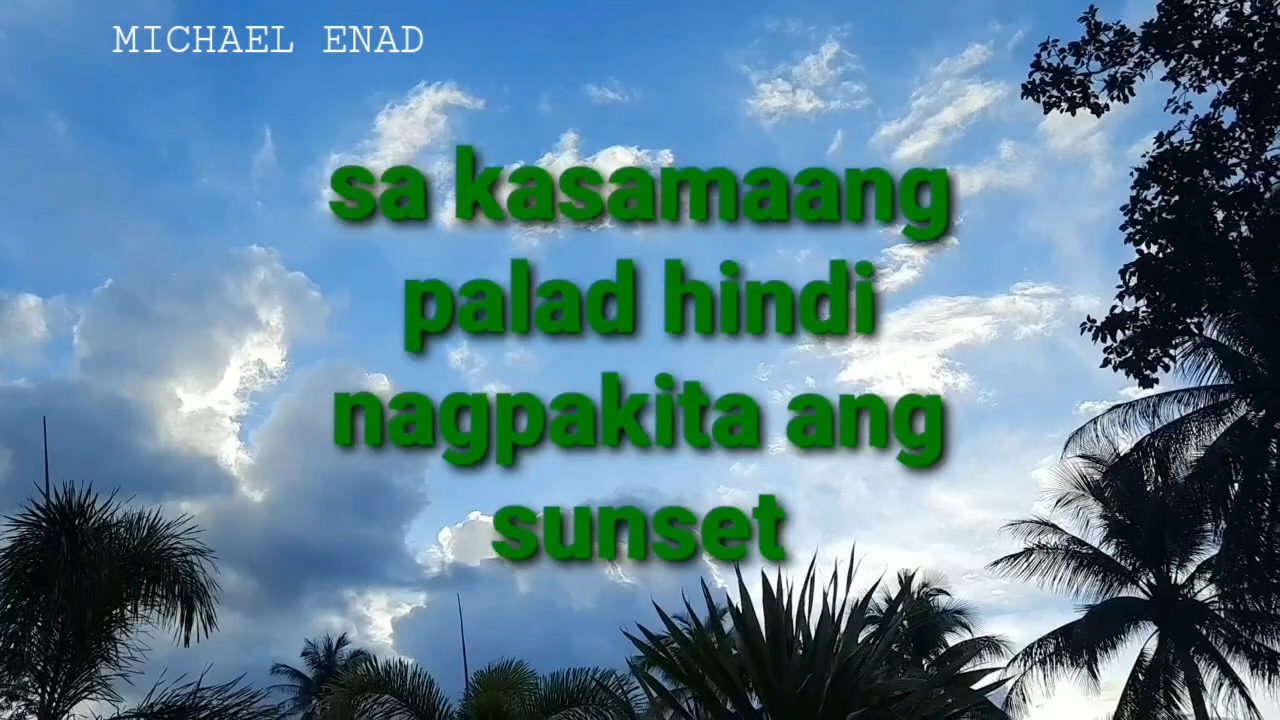 MICHAEL ENAD
sa kasamaang
palad hindi
nagpakita ang
sunset